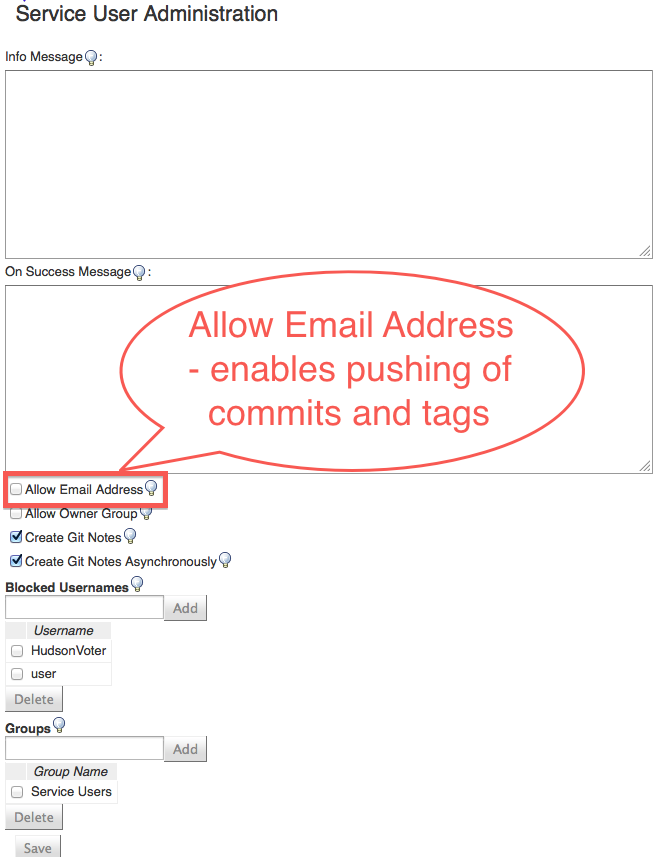 Service User Administration
Info Message:
On Success Message:
Allow Email Address
- enables pushing of
commits and tags
Allow Email Address
Allow Owner Group
Create Git Notes
Create Git Notes Asynchronously
Blocked Usernames
Add
Username
HudsonVoter
user
Delete
Groups
Add
Group Name
Service Users
Delete
Save